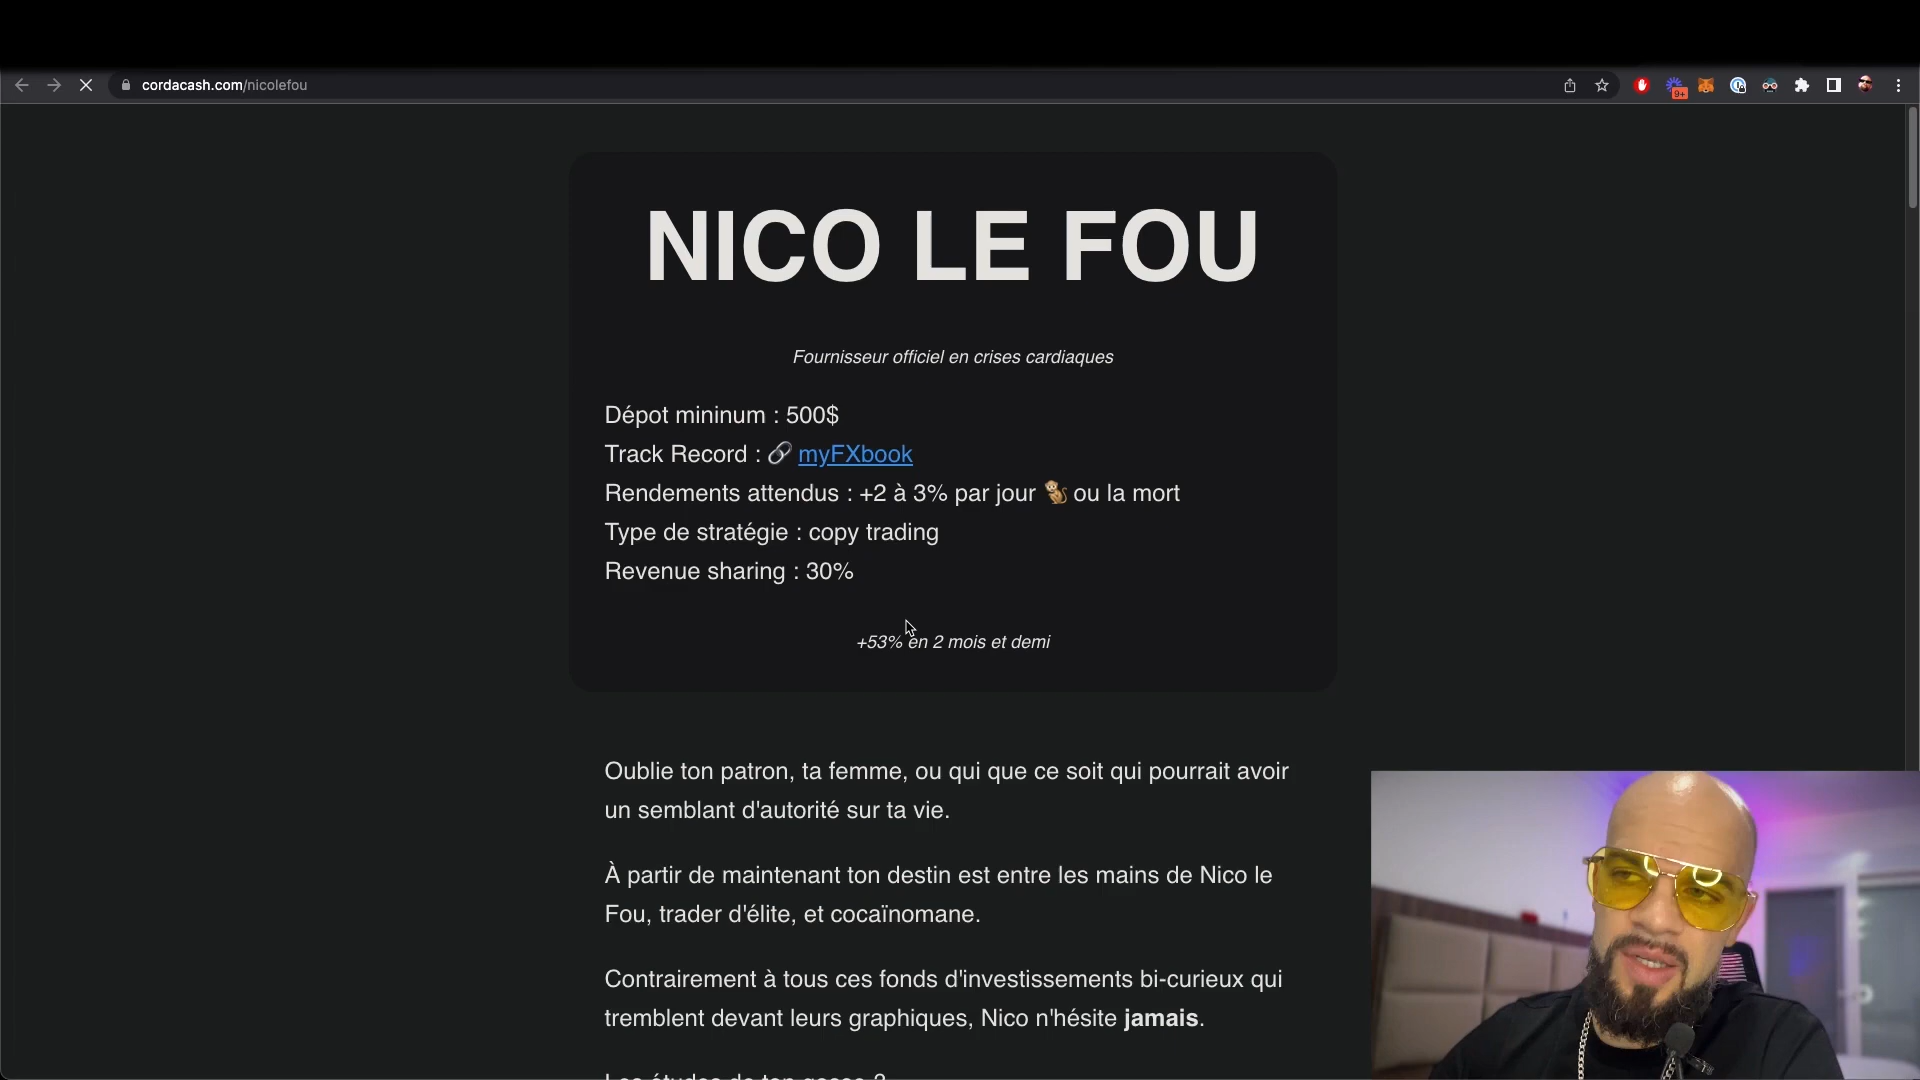 cordacash.com/nicolefou
9+
NICO LE FOU
Fournisseur officiel en crises cardiaques
Dépot mininum : 500$
Track Record : myFXbook
Rendements attendus : +2 à 3% par jour ou la mort
Type de stratégie : copy trading
Revenue sharing : 30%
+53% en 2 mois et demi
Oublie ton patron, ta femme, ou qui que ce soit qui pourrait avoir
un semblant d'autorité sur ta vie.
À partir de maintenant ton destin est entre les mains de Nico le
Fou, trader d'élite, et cocaïnomane.
Contrairement à tous ces fonds d'investissements bi-curieux qui
tremblent devant leurs graphiques, Nico n'hésite jamais.